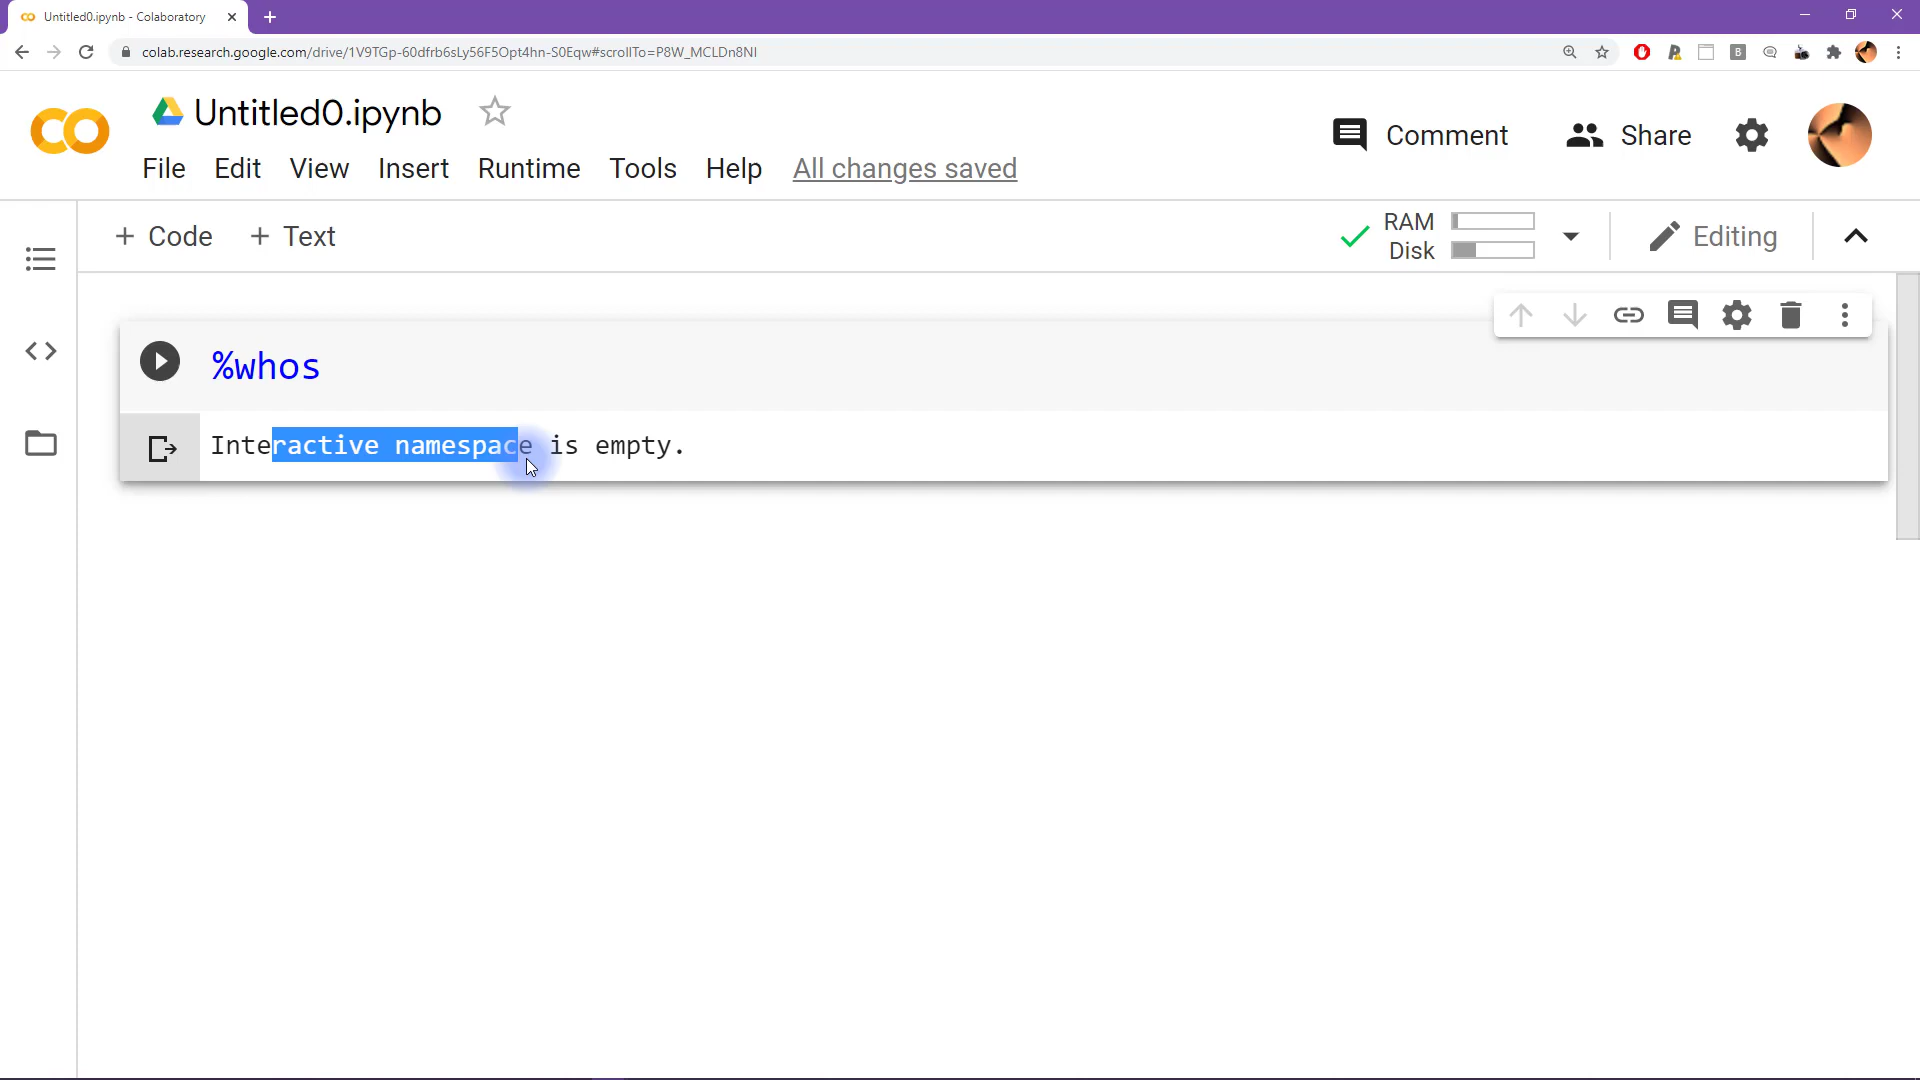 Untitled0.ipynb - Colaboratory
colab.research.google.com/drive/1V9TGp-60dfrb6sLy56F5Opt4hn-S0Eqw#scrollTo=P8W_MCLDn8NI
Untitled0.ipynb
Comment
Share
File Edit View Insert Runtime Tools Help All changes saved
+ Code + Text
RAM
Disk
Editing
%whos
Interactive namespace is empty.